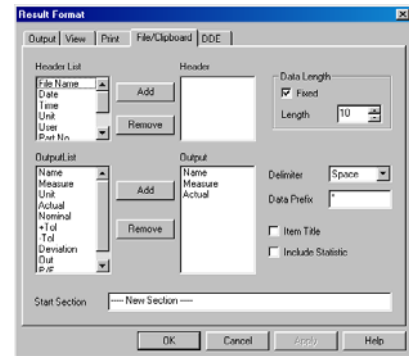 Result Format
Output View Print File/Clipboard DDE
Header List
File Name
Date
Time
Unit
User
Part No
Add
Remove
Header
Data Length
Fixed
Length 10
OutputList
Name
Measure
Unit
Actual
Nominal
+Tol
-Tol
Deviation
Out
P/F
Add
Remove
Output
Name
Measure
Actual
Delimiter Space
Data Prefix *
Item Title
Include Statistic
Start Section ---- New Section ----
OK Cancel Apply Help